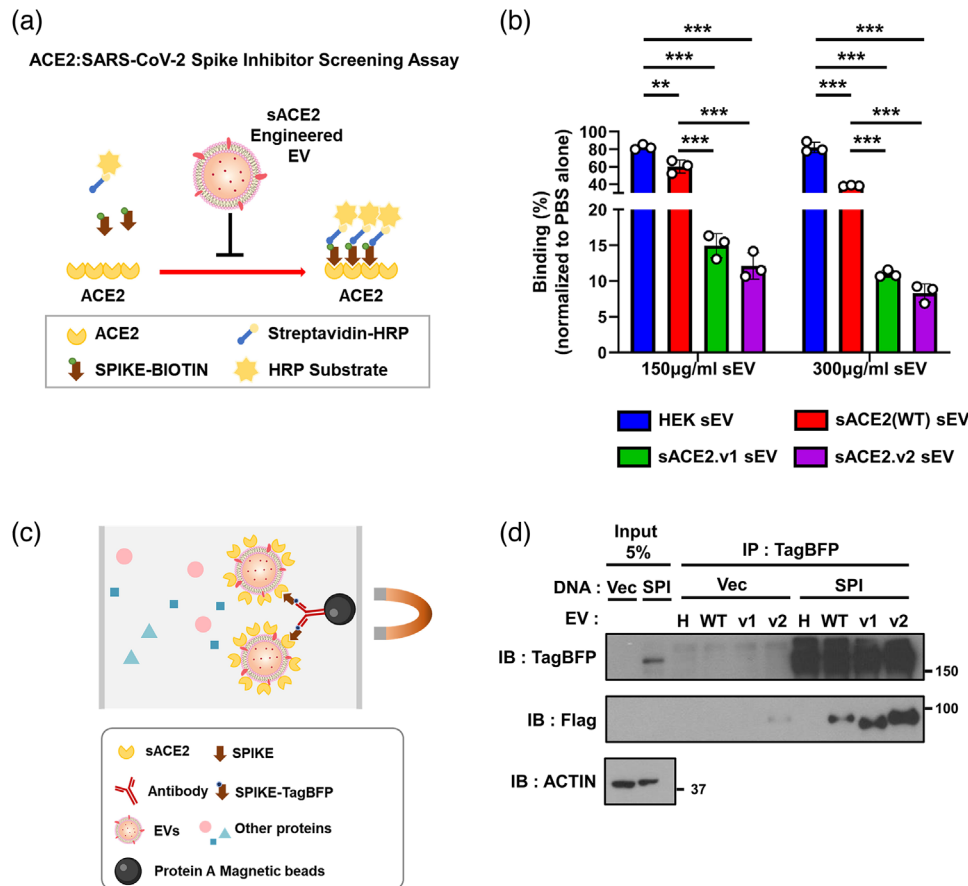 (a)
ACE2:SARS-CoV-2 Spike Inhibitor Screening Assay
sACE2
Engineered
EV
ACE2
ACE2
ACE2
Streptavidin-HRP
SPIKE-BIOTIN
HRP Substrate
(b)
***
***
***
***
**
***
***
***
***
***
Binding (%)
(normalized to PBS alone)
100
80
60
40
20
15
10
5
0
150μg/ml sEV
300μg/ml sEV
HEK sEV
sACE2(WT) sEV
sACE2.v1 sEV
sACE2.v2 sEV
(c)
sACE2
SPIKE
Antibody
SPIKE-TagBFP
EVs
Other proteins
Protein A Magnetic beads
(d)
Input
5%
IP : TagBFP
DNA : Vec SPI
Vec
SPI
EV :
H WT v1 v2 H WT v1 v2
IB : TagBFP
150
100
IB : Flag
IB : ACTIN
37